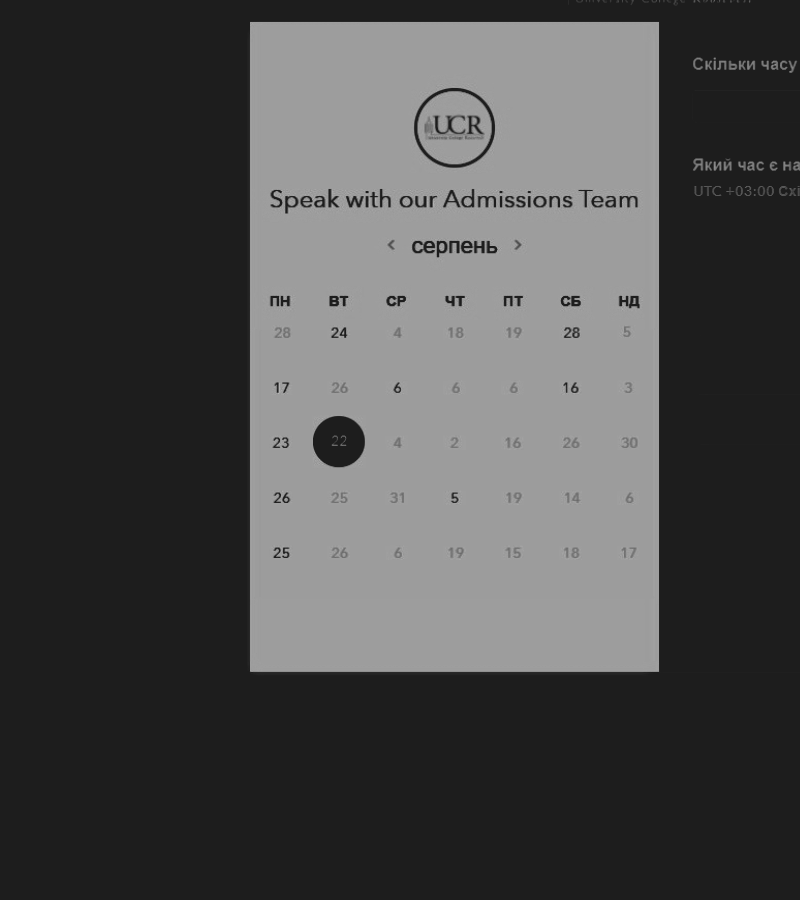 Скільки часу
UCR
Speak with our Admissions Team
серпень
ПН ВТ СР ЧТ ПТ СБ НД
28 24 4 18 19 28 5
17 26 6 6 6 16 3
23 22 4 2 16 26 30
26 25 31 5 19 14 6
25 26 6 19 15 18 17
Який час є на
UTC +03:00 Схі